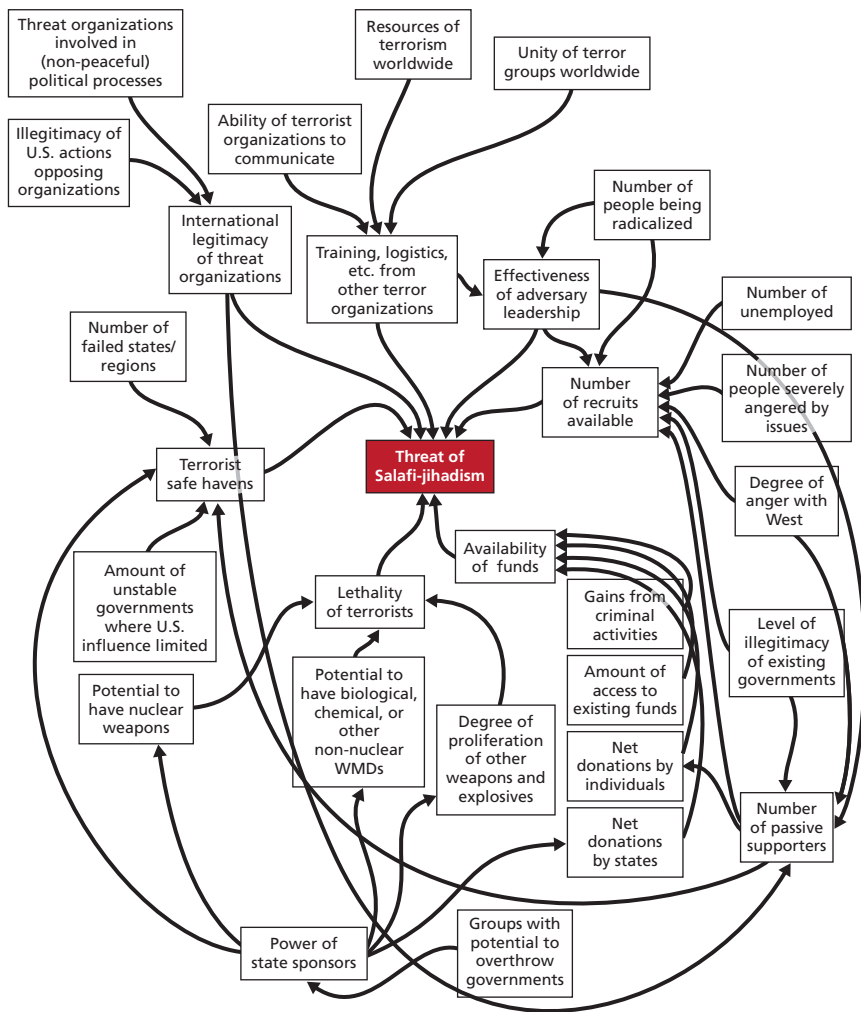 Threat organizations
involved in
(non-peaceful)
political processes
Resources of
terrorism
worldwide
Unity of terror
groups worldwide
Illegitimacy of
U.S. actions
opposing
organizations
Ability of terrorist
organizations to
communicate
Number of
people being
radicalized
International
legitimacy
of threat
organizations
Training, logistics,
etc. from
other terror
organizations
Effectiveness
of adversary
leadership
Number of
unemployed
Number of
failed states/
regions
Number
of recruits
available
Number of
people severely
angered by
issues
Terrorist
safe havens
Threat of
Salafi-jihadism
Degree of
anger with
West
Availability
of funds
Amount of
unstable
governments
where U.S.
influence limited
Lethality
of terrorists
Gains from
criminal
activities
Level of
illegitimacy
of existing
governments
Potential to
have nuclear
weapons
Potential to
have biological,
chemical, or
other
non-nuclear
WMDs
Degree of
proliferation
of other
weapons and
explosives
Amount of
access to
existing funds
Net
donations by
individuals
Number
of passive
supporters
Net
donations
by states
Power of
state sponsors
Groups with
potential to
overthrow
governments